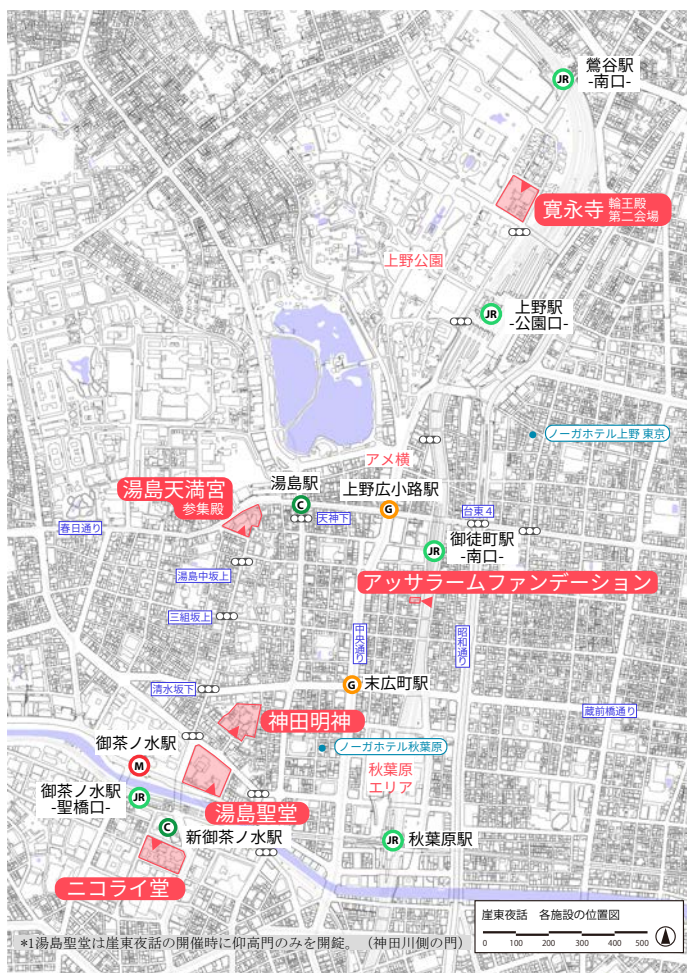 鶯谷駅
-南口-
JR
寛永寺 輪王殿
第二会場
上野公園
上野駅
-公園口-
JR
ノーガホテル上野 東京
アメ横
湯島駅
C
上野広小路駅
G
湯島天満宮
参集殿
天神下
台東4
春日通り
御徒町駅
-南口-
JR
湯島中坂上
アッサラームファンデーション
三組坂上
中央通り
昭和通り
清水坂下
G
末広町駅
蔵前橋通り
神田明神
御茶ノ水駅
M
ノーガホテル秋葉原
秋葉原
エリア
御茶ノ水駅
-聖橋口-
JR
湯島聖堂
C
新御茶ノ水駅
JR
秋葉原駅
ニコライ堂
崖東夜話 各施設の位置図
0 100 200 300 400 500
*1湯島聖堂は崖東夜話の開催時に仰高門のみを開錠。(神田川側の門)